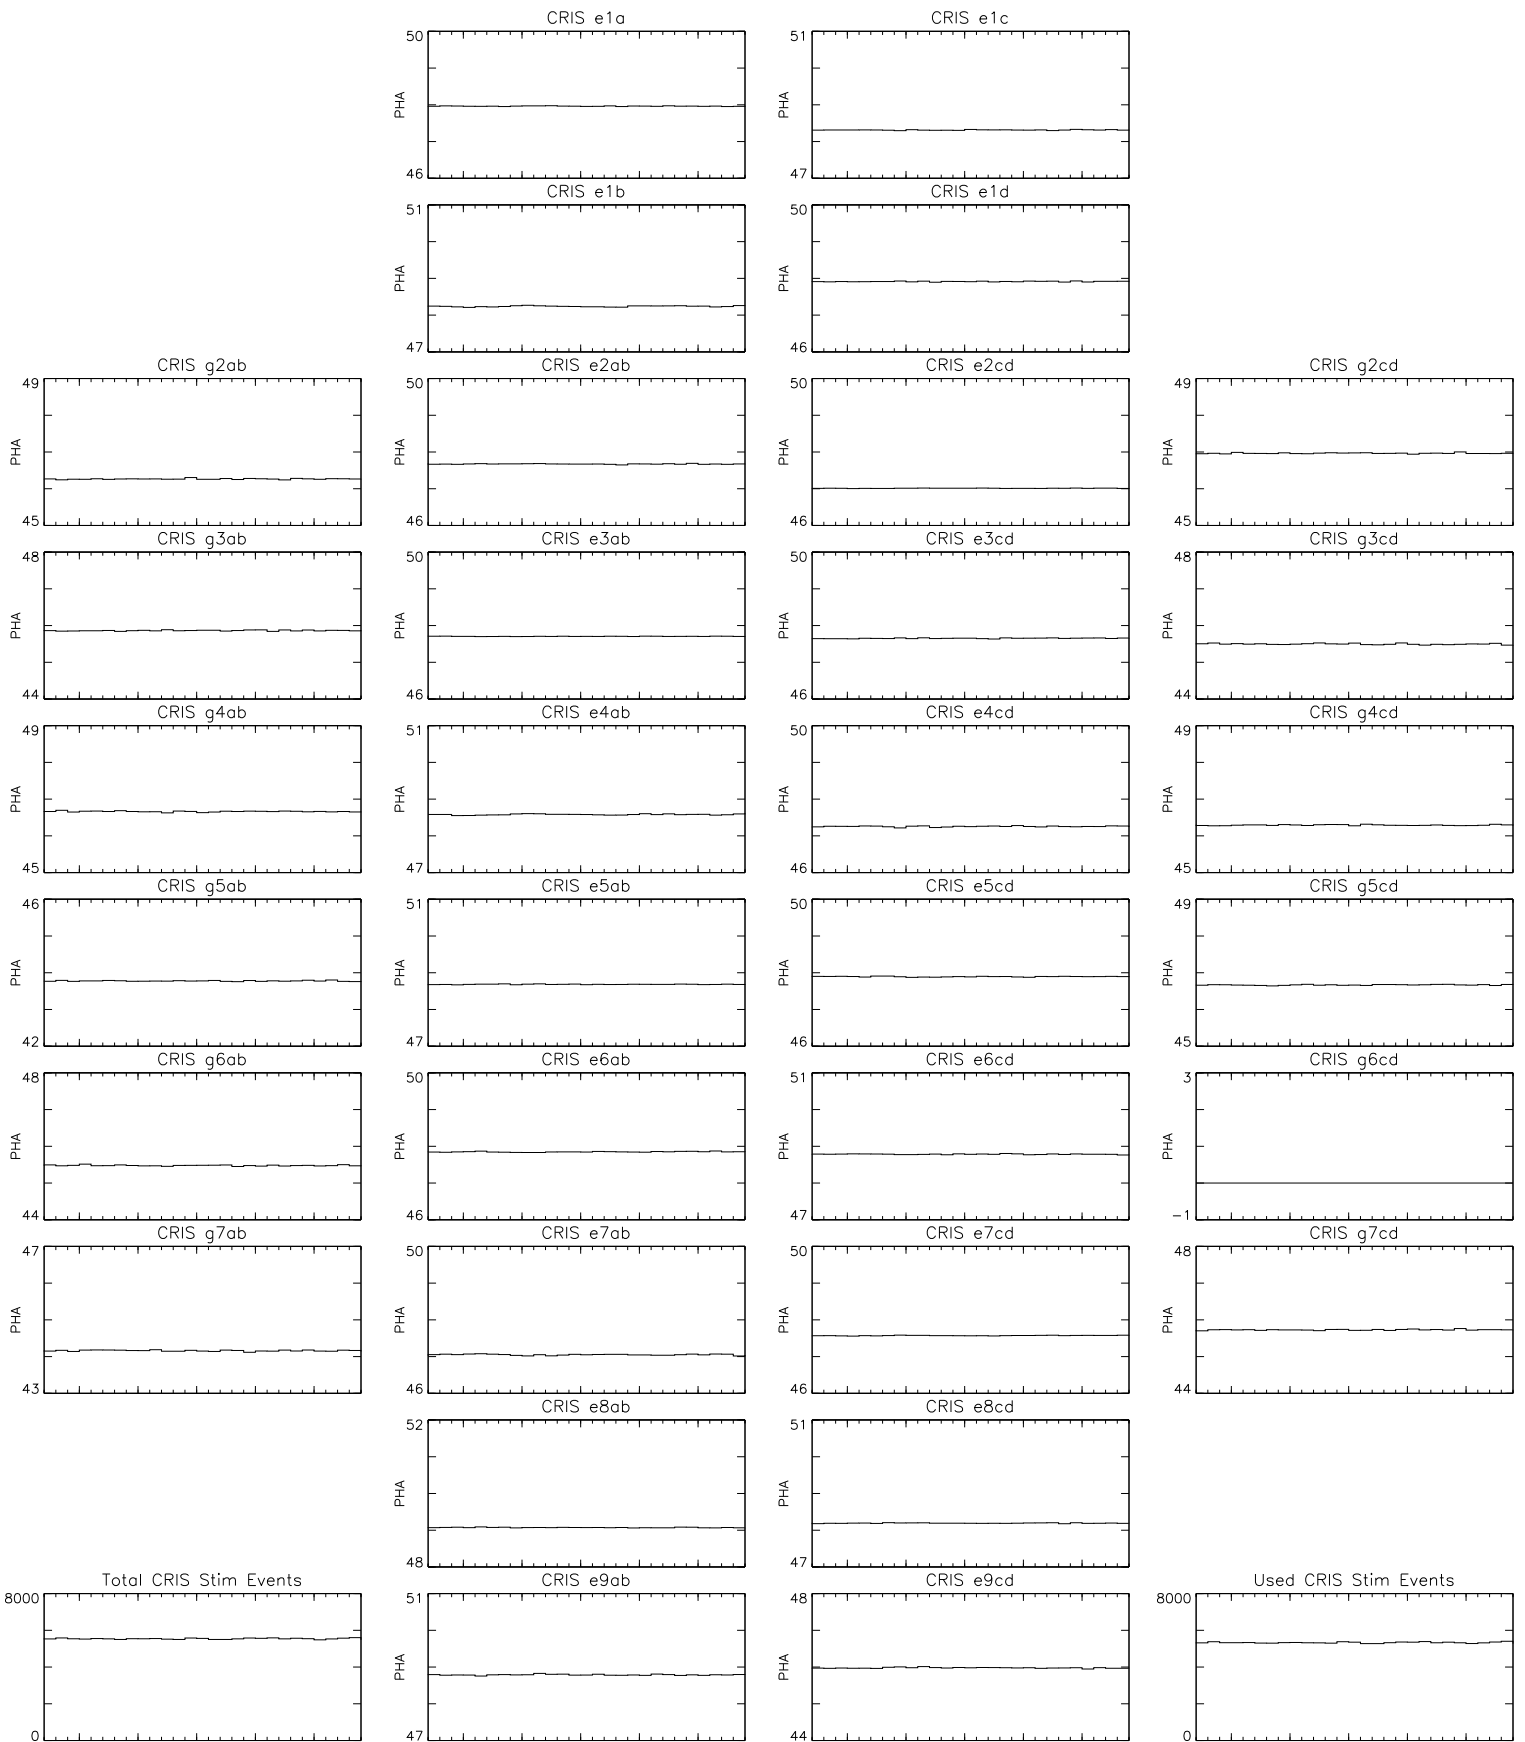 CRIS e1a
50
PHA
46
CRIS e1c
51
PHA
47
CRIS e1b
51
PHA
47
CRIS e1d
50
PHA
46
CRIS g2ab
49
PHA
45
CRIS e2ab
50
PHA
46
CRIS e2cd
50
PHA
46
CRIS g2cd
49
PHA
45
CRIS g3ab
48
PHA
44
CRIS e3ab
50
PHA
46
CRIS e3cd
50
PHA
46
CRIS g3cd
48
PHA
44
CRIS g4ab
49
PHA
45
CRIS e4ab
51
PHA
47
CRIS e4cd
50
PHA
46
CRIS g4cd
49
PHA
45
CRIS g5ab
46
PHA
42
CRIS e5ab
51
PHA
47
CRIS e5cd
50
PHA
46
CRIS g5cd
49
PHA
45
CRIS g6ab
48
PHA
44
CRIS e6ab
50
PHA
46
CRIS e6cd
51
PHA
47
CRIS g6cd
3
PHA
-1
CRIS g7ab
47
PHA
43
CRIS e7ab
50
PHA
46
CRIS e7cd
50
PHA
46
CRIS g7cd
48
PHA
44
CRIS e8ab
52
PHA
48
CRIS e8cd
51
PHA
47
Total CRIS Stim Events
8000
0
CRIS e9ab
51
PHA
47
CRIS e9cd
48
PHA
44
Used CRIS Stim Events
8000
0